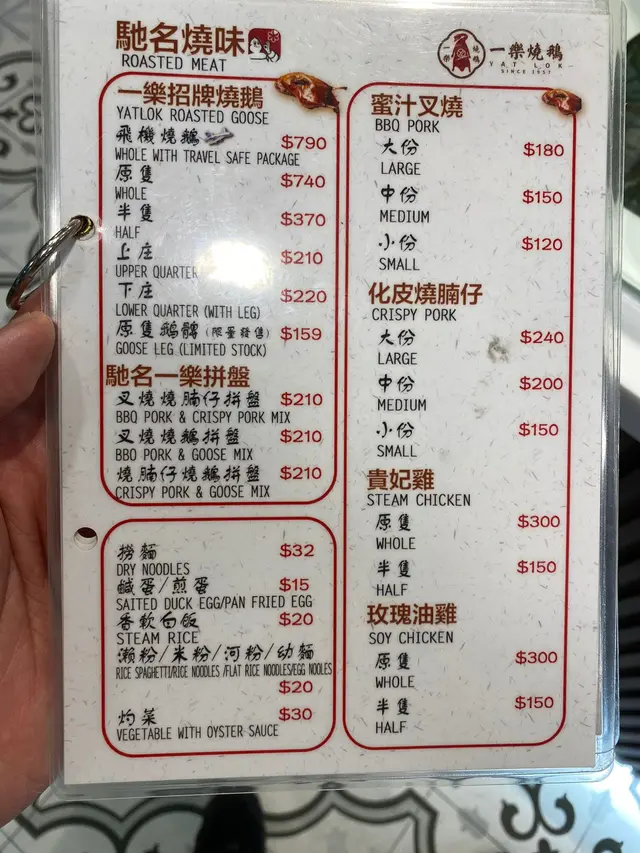 馳名燒味
ROASTED MEAT
一樂燒鵝
YAT LOK
SINCE 1957
一樂招牌燒鵝
YATLOK ROASTED GOOSE
飛機燒鵝 $790
WHOLE WITH TRAVEL SAFE PACKAGE
原隻 $740
WHOLE
半隻 $370
HALF
上庄 $210
UPPER QUARTER
下庄 $220
LOWER QUARTER (WITH LEG)
原隻鵝髀 (限量發售) $159
GOOSE LEG (LIMITED STOCK)
馳名一樂拼盤
叉燒燒腩仔拼盤 $210
BBQ PORK & CRISPY PORK MIX
叉燒燒鵝拼盤 $210
BBQ PORK & GOOSE MIX
燒腩仔燒鵝拼盤 $210
CRISPY PORK & GOOSE MIX
撈麵 $32
DRY NOODLES
鹹蛋/煎蛋 $15
SAITED DUCK EGG/PAN FRIED EGG
香軟白飯 $20
STEAM RICE
瀨粉/米粉/河粉/幼麵
RICE SPAGHETTI/RICE NOODLES /FLAT RICE NOODLES/EGG NOOLES
$20
灼菜 $30
VEGETABLE WITH OYSTER SAUCE
蜜汁叉燒
BBQ PORK
大份 $180
LARGE
中份 $150
MEDIUM
小份 $120
SMALL
化皮燒腩仔
CRISPY PORK
大份 $240
LARGE
中份 $200
MEDIUM
小份 $150
SMALL
貴妃雞
STEAM CHICKEN
原隻 $300
WHOLE
半隻 $150
HALF
玫瑰油雞
SOY CHICKEN
原隻 $300
WHOLE
半隻 $150
HALF